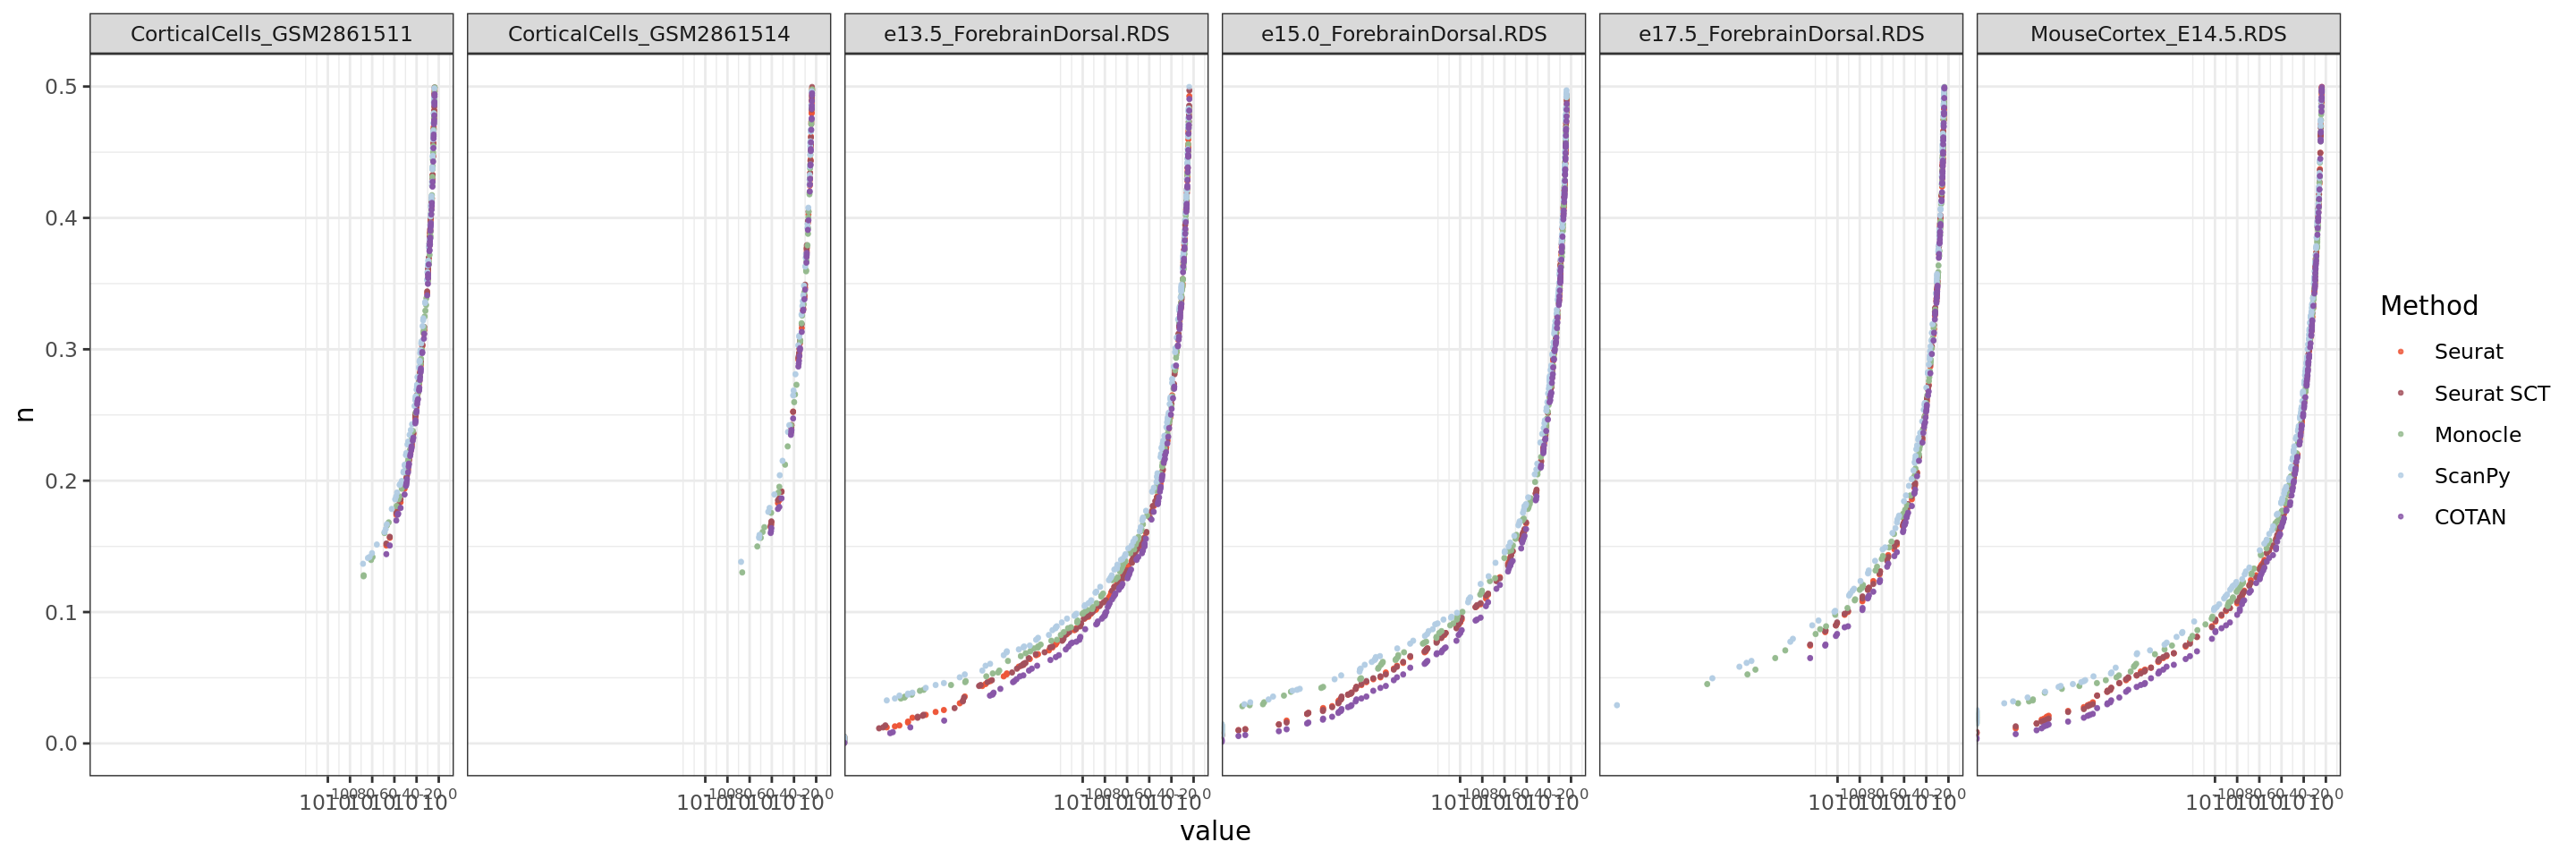 CorticalCells_GSM2861511 CorticalCells_GSM2861514 e13.5_ForebrainDorsal.RDS e15.0_ForebrainDorsal.RDS e17.5_ForebrainDorsal.RDS MouseCortex_E14.5.RDS
0.5
0.4
0.3
0.2
0.1
0.0
n
value
Method
Seurat
Seurat SCT
Monocle
ScanPy
COTAN